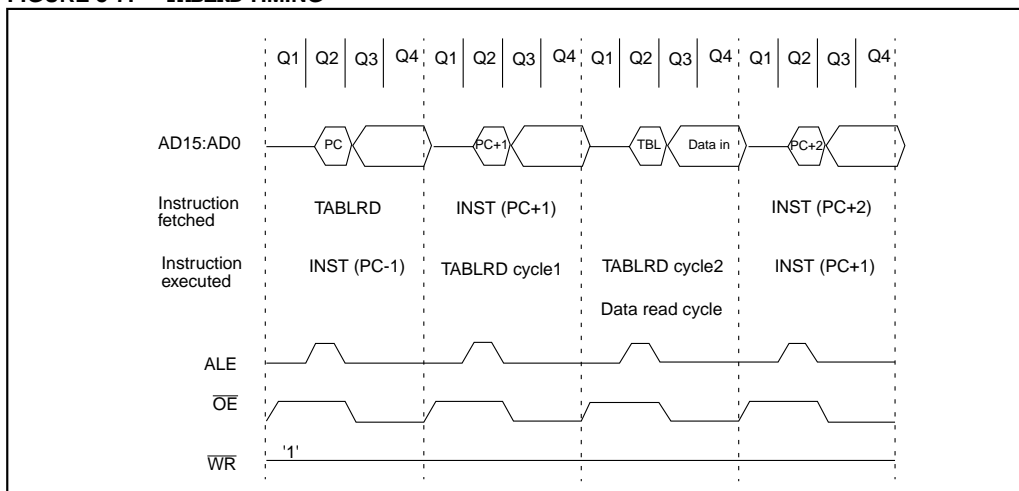 FIGURE 6-7: TABLRD TIMING
Q1 Q2 Q3 Q4 Q1 Q2 Q3 Q4 Q1 Q2 Q3 Q4 Q1 Q2 Q3 Q4
AD15:AD0 PC PC+1 TBL Data in PC+2
Instruction fetched TABLRD INST (PC+1) INST (PC+2)
Instruction executed INST (PC-1) TABLRD cycle1 TABLRD cycle2 INST (PC+1)
Data read cycle
ALE
OE
'1'
WR